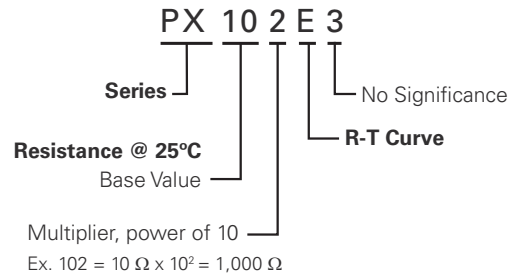 PX 10 2 E 3
Series
No Significance
R-T Curve
Resistance @ 25ºC
Base Value
Multiplier, power of 10
Ex. 102 = 10 Ω x 10² = 1,000 Ω